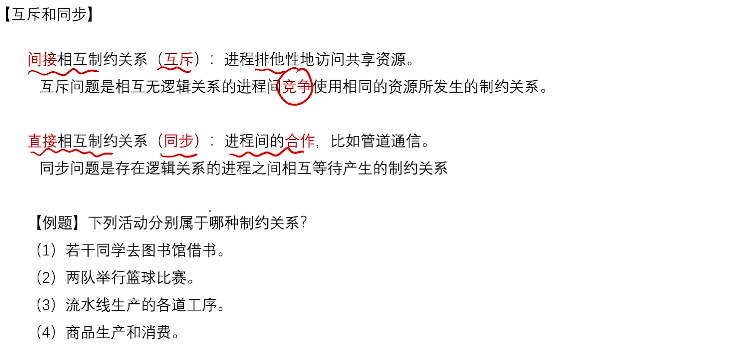 【互斥和同步】
间接相互制约关系（互斥）：进程排他性地访问共享资源。
互斥问题是相互无逻辑关系的进程间竞争使用相同的资源所发生的制约关系。
直接相互制约关系（同步）：进程间的合作，比如管道通信。
同步问题是存在逻辑关系的进程之间相互等待产生的制约关系
【例题】下列活动分别属于哪种制约关系？
（1）若干同学去图书馆借书。
（2）两队举行篮球比赛。
（3）流水线生产的各道工序。
（4）商品生产和消费。